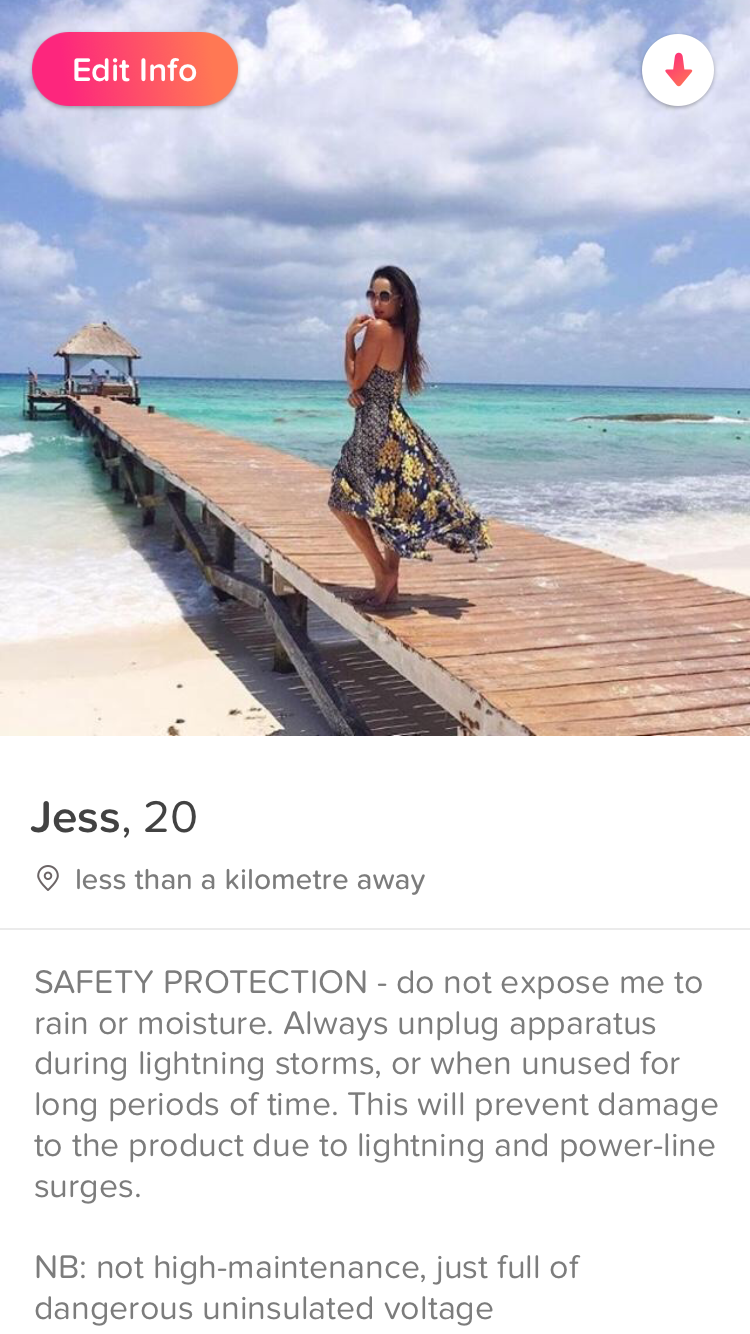 Edit Info
Jess, 20
less than a kilometre away
SAFETY PROTECTION - do not expose me to
rain or moisture. Always unplug apparatus
during lightning storms, or when unused for
long periods of time. This will prevent damage
to the product due to lightning and power-line
surges.
NB: not high-maintenance, just full of
dangerous uninsulated voltage